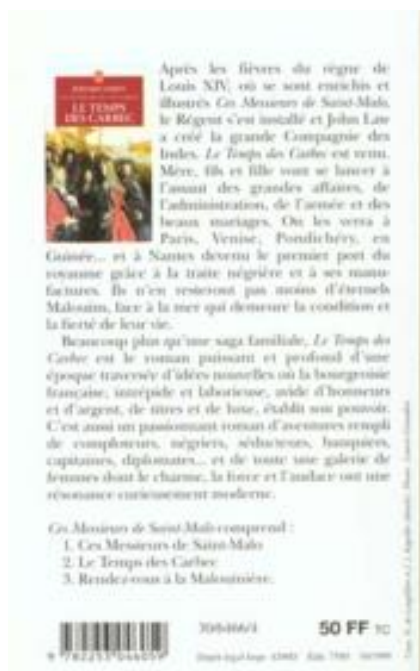 LE TEMPS
DES CARBEC
Après les fièvres du règne de
Louis XIV, où se sont enrichis et
illustrés Ces Messieurs de Saint-Malo,
le Régent s'est installé et John Law
a créé la grande Compagnie des
Indes. Le Temps des Carbec est venu.
Mère, fils et fille vont se lancer à
l'assaut des grandes affaires, de
l'administration, de l'armée et des
beaux mariages. On les verra à
Paris, Venise, Pondichéry, en
Guinée... et à Nantes devenu le premier port du
royaume grâce à la traite négrière et à ses manu-
factures. Ils n'en resteront pas moins d'éternels
Malouins, face à la mer qui demeure la condition et
la fierté de leur vie.
Beaucoup plus qu'une saga familiale, Le Temps des
Carbec est le roman puissant et profond d'une
époque traversée d'idées nouvelles où la bourgeoisie
française, intrépide et laborieuse, avide d'honneurs
et d'argent, de titres et de luxe, établit son pouvoir.
C'est aussi un passionnant roman d'aventures rempli
de comploteurs, négriers, séducteurs, banquiers,
capitaines, diplomates... et de toute une galerie de
femmes dont le charme, la force et l'audace ont une
résonance curieusement moderne.
Ces Messieurs de Saint-Malo comprend :
1. Ces Messieurs de Saint-Malo
2. Le Temps des Carbec
3. Rendez-vous à la Malouinière.
50 FF TC
9 782253 046059